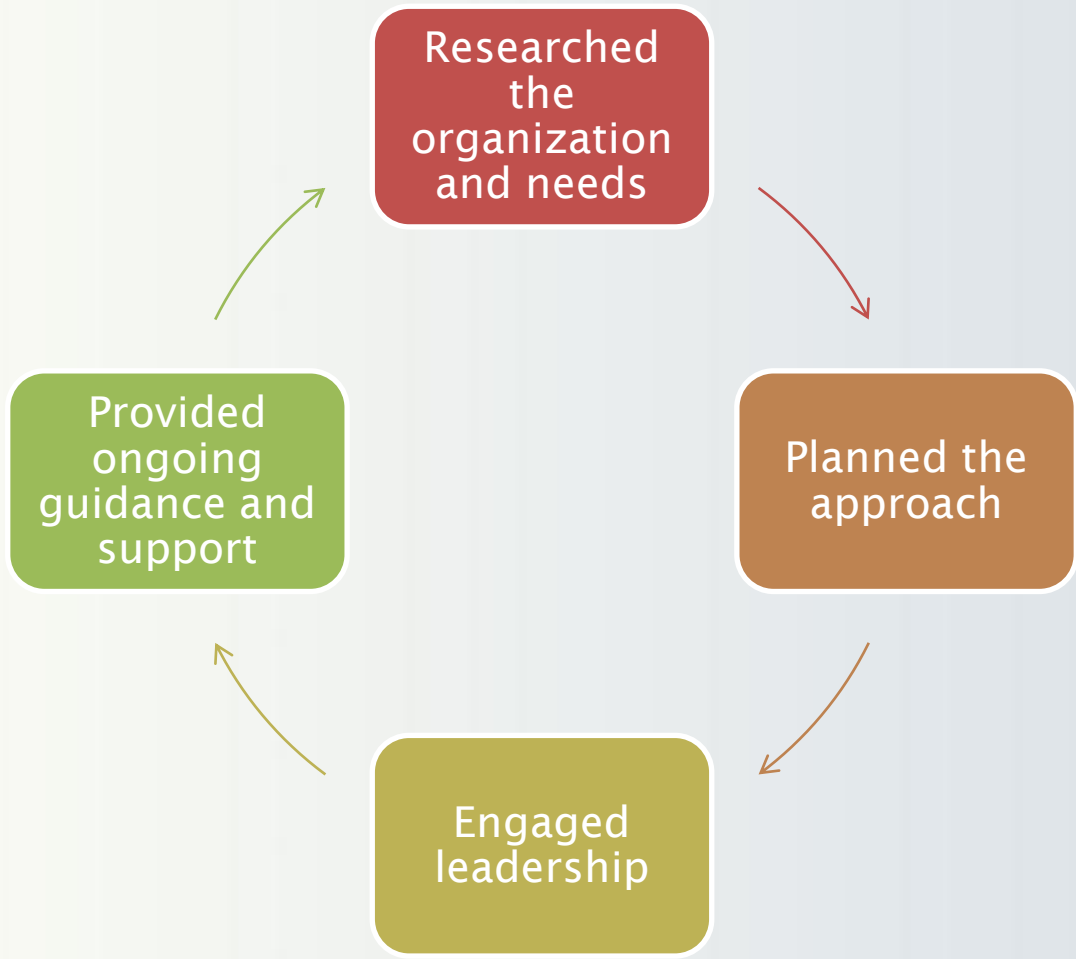 Researched
the
organization
and needs
Planned the
approach
Engaged
leadership
Provided
ongoing
guidance and
support